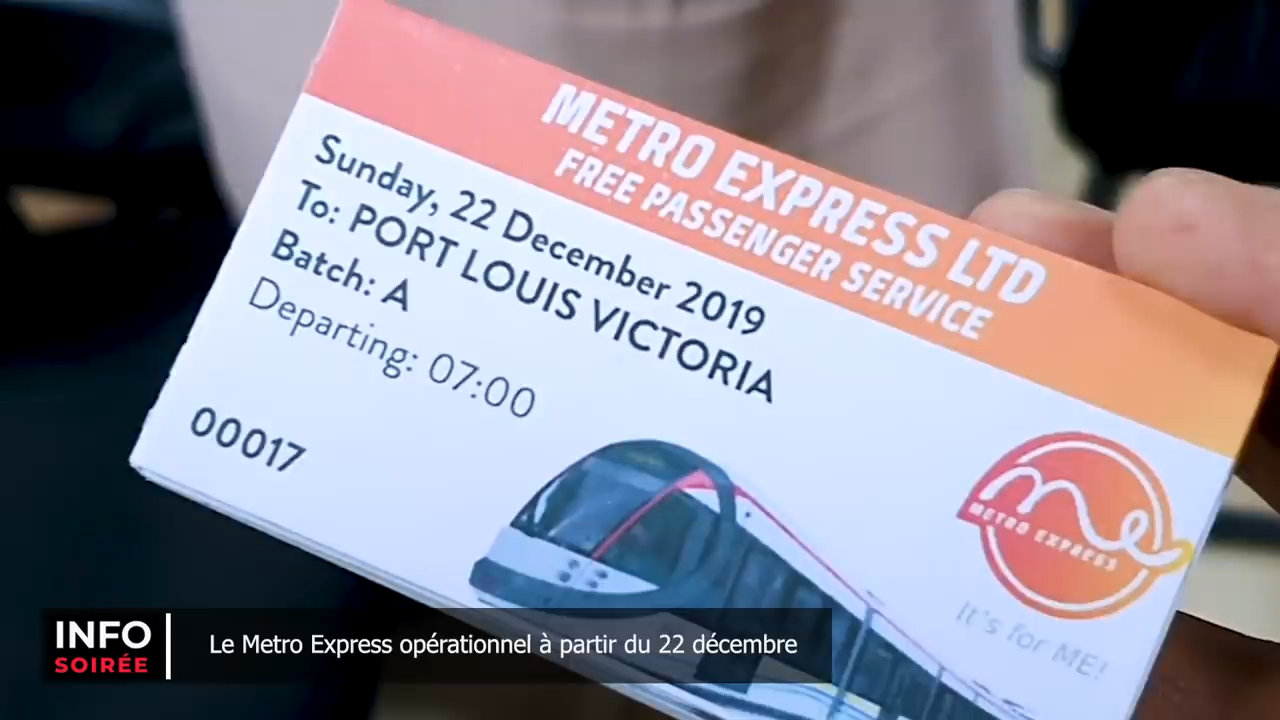 METRO EXPRESS LTD
FREE PASSENGER SERVICE
Sunday, 22 December 2019
To: PORT LOUIS VICTORIA
Batch: A
Departing: 07:00
00017
me
METRO EXPRESS
It's for ME!
INFO
SOIRÉE
Le Metro Express opérationnel à partir du 22 décembre